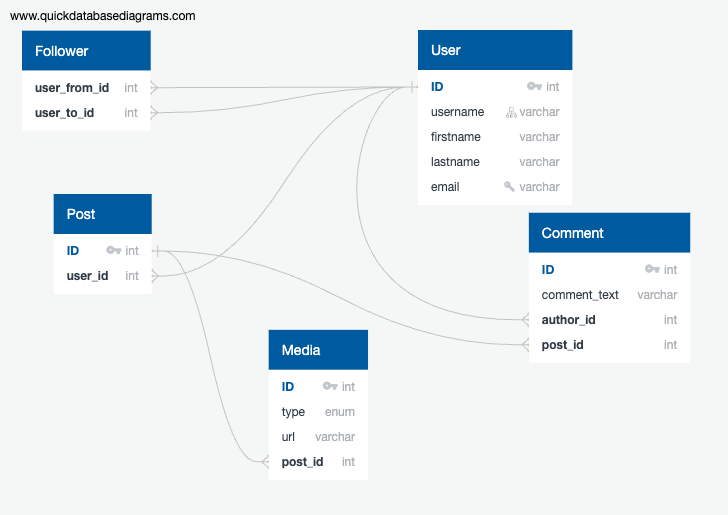 www.quickdatabasediagrams.com
Follower
user_from_id int
user_to_id int
User
ID int
username varchar
firstname varchar
lastname varchar
email varchar
Post
ID int
user_id int
Comment
ID int
comment_text varchar
author_id int
post_id int
Media
ID int
type enum
url varchar
post_id int